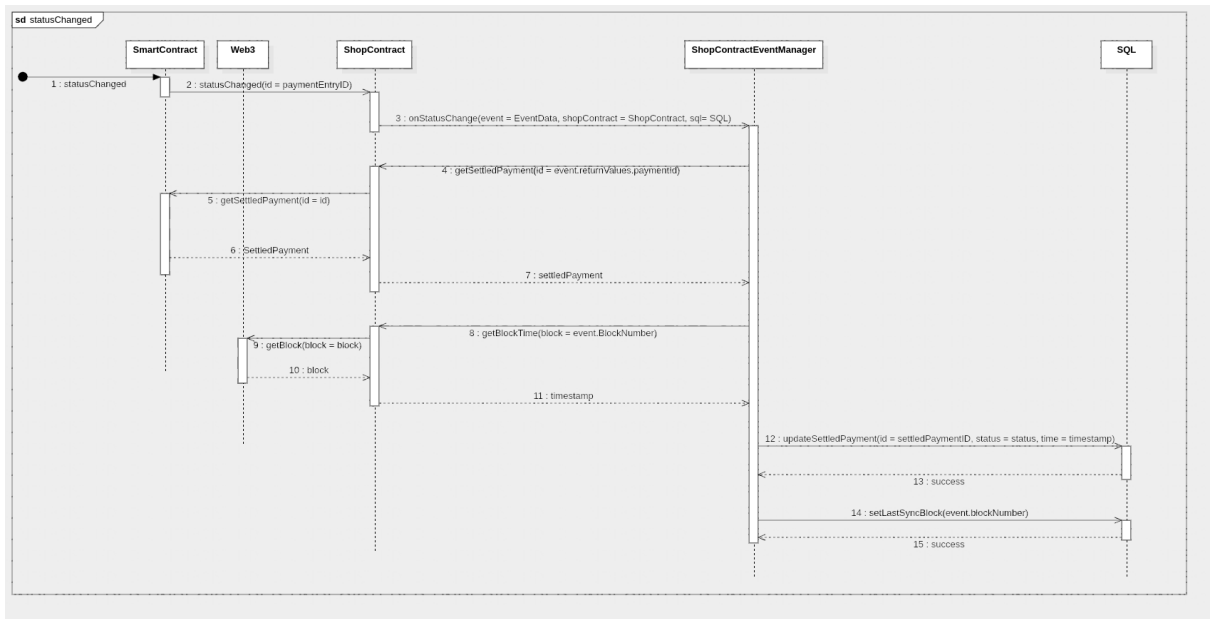 sd statusChanged
SmartContract
Web3
ShopContract
ShopContractEventManager
SQL
1 : statusChanged
2 : statusChanged(id = paymentEntryID)
3 : onStatusChange(event = EventData, shopContract = ShopContract, sql= SQL)
4 : getSettledPayment(id = event.returnValues.paymentId)
5 : getSettledPayment(id = id)
6 : SettledPayment
7 : settledPayment
8 : getBlockTime(block = event.BlockNumber)
9 : getBlock(block = block)
10 : block
11 : timestamp
12 : updateSettledPayment(id = settledPaymentID, status = status, time = timestamp)
13 : success
14 : setLastSyncBlock(event.blockNumber)
15 : success